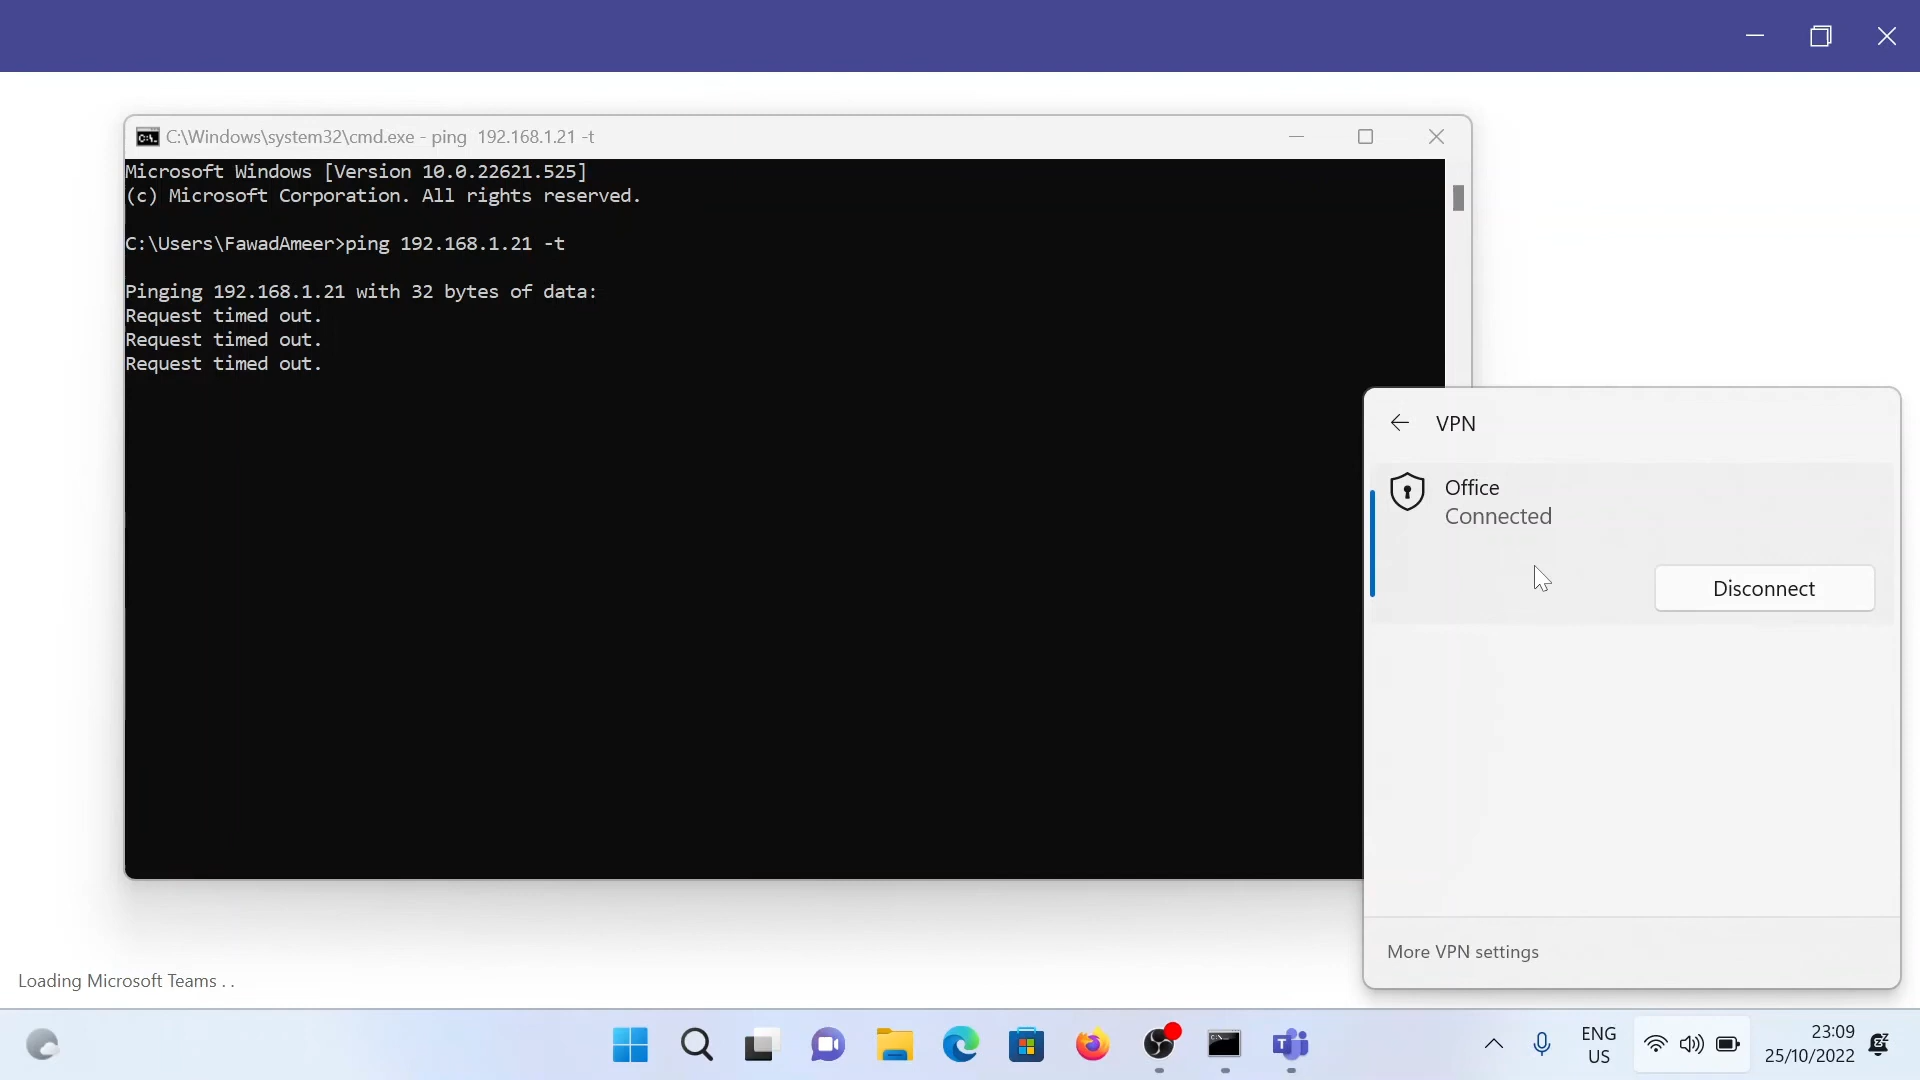 C:\Windows\system32\cmd.exe - ping  192.168.1.21 -t
Microsoft Windows [Version 10.0.22621.525]
(c) Microsoft Corporation. All rights reserved.
C:\Users\FawadAmeer>ping 192.168.1.21 -t
Pinging 192.168.1.21 with 32 bytes of data:
Request timed out.
Request timed out.
Request timed out.
VPN
Office
Connected
Disconnect
More VPN settings
Loading Microsoft Teams . .
ENG
US
23:09
25/10/2022